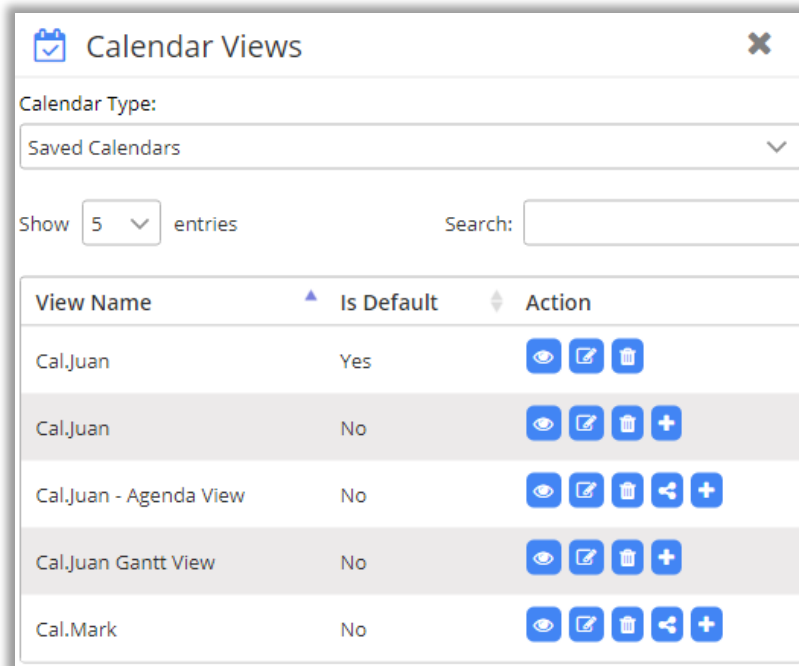 Calendar Views
Calendar Type:
Saved Calendars
Show 5 entries Search:
View Name Is Default Action
Cal.Juan Yes
Cal.Juan No
Cal.Juan - Agenda View No
Cal.Juan Gantt View No
Cal.Mark No